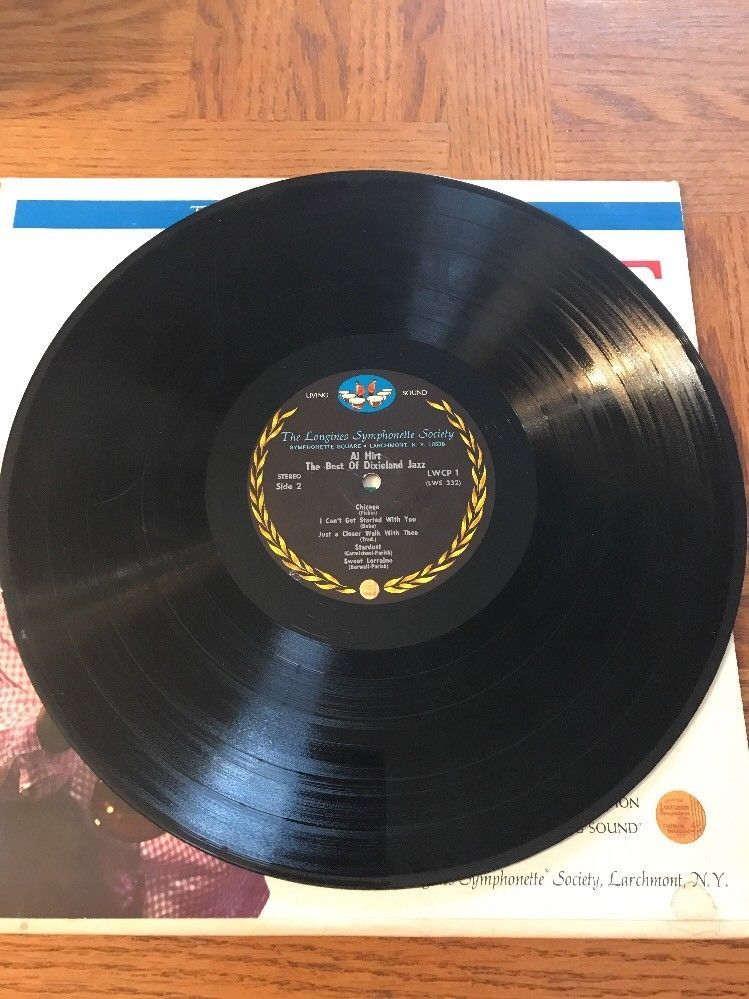 LIVING SOUND
The Longines Symphonette Society
SYMPHONETTE SQUARE • LARCHMONT, N. Y. 10538
Al Hirt
The Best Of Dixieland Jazz
STEREO
Side 2
LWCP 1
(LWS 332)
Chicago
(Fisher)
I Can't Get Started With You
(Duke)
Just a Closer Walk With Thee
(Trad.)
Stardust
(Carmichael-Parish)
Sweet Lorraine
(Burwell-Parish)
ION
G SOUND"
Symphonette® Society, Larchmont, N.Y.